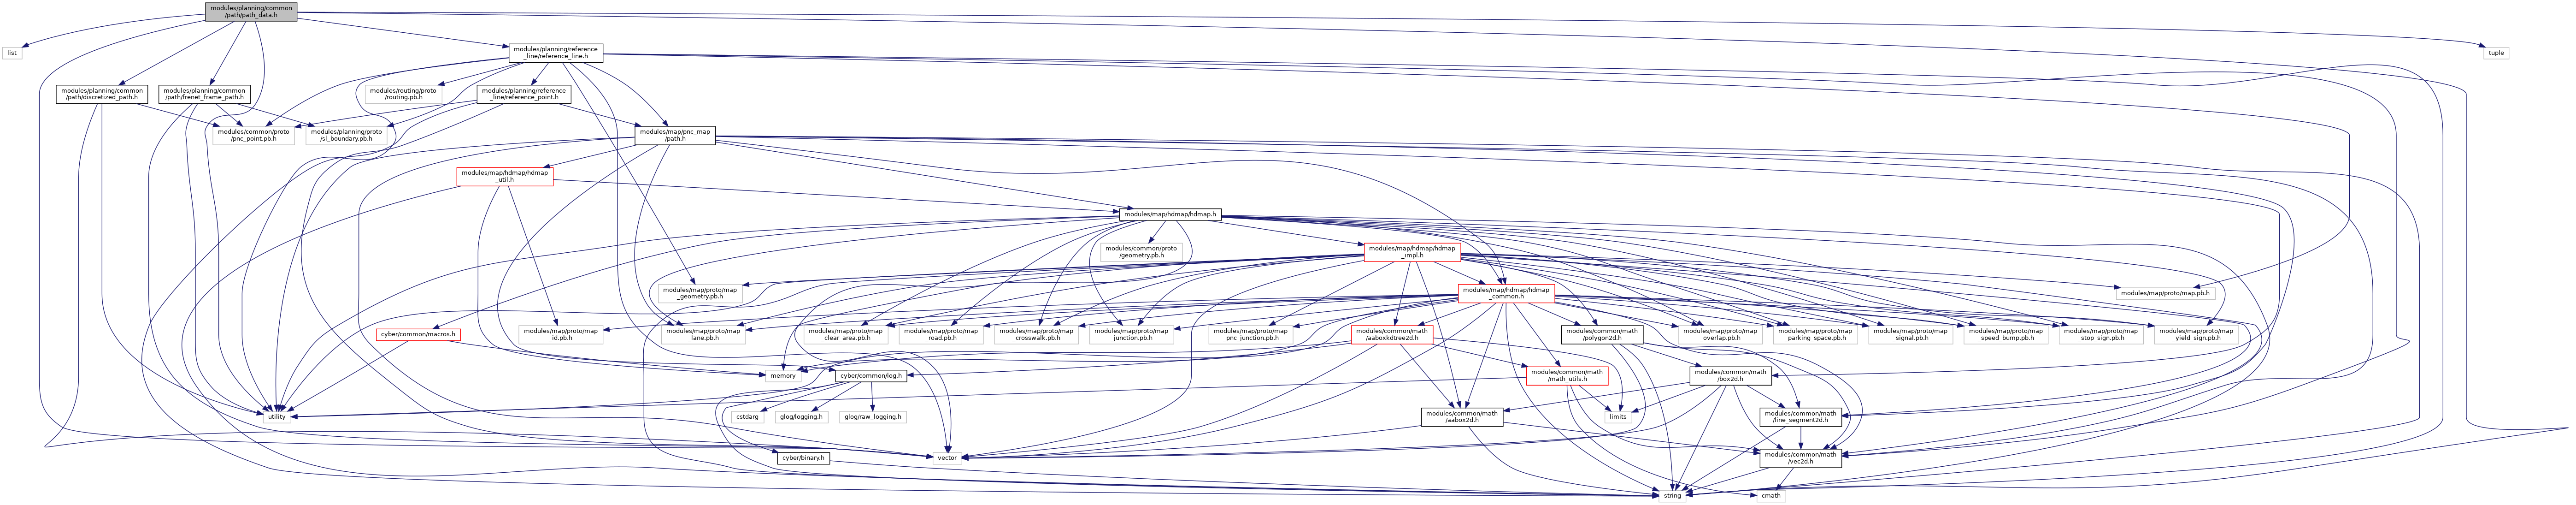 modules/planning/common
/path/path_data.h
list
modules/planning/reference
_line/reference_line.h
tuple
modules/planning/common
/path/discretized_path.h
modules/planning/common
/path/frenet_frame_path.h
modules/routing/proto
/routing.pb.h
modules/planning/reference
_line/reference_point.h
modules/common/proto
/pnc_point.pb.h
modules/planning/proto
/sl_boundary.pb.h
modules/map/pnc_map
/path.h
modules/map/hdmap/hdmap
_util.h
modules/map/hdmap/hdmap.h
modules/common/proto
/geometry.pb.h
modules/map/hdmap/hdmap
_impl.h
modules/map/proto/map
_geometry.pb.h
modules/map/hdmap/hdmap
_common.h
modules/map/proto/map.pb.h
cyber/common/macros.h
modules/map/proto/map
_id.pb.h
modules/map/proto/map
_lane.pb.h
modules/map/proto/map
_clear_area.pb.h
modules/map/proto/map
_road.pb.h
modules/map/proto/map
_crosswalk.pb.h
modules/map/proto/map
_junction.pb.h
modules/map/proto/map
_pnc_junction.pb.h
modules/common/math
/aaboxkdtree2d.h
modules/common/math
/polygon2d.h
modules/map/proto/map
_overlap.pb.h
modules/map/proto/map
_parking_space.pb.h
modules/map/proto/map
_signal.pb.h
modules/map/proto/map
_speed_bump.pb.h
modules/map/proto/map
_stop_sign.pb.h
modules/map/proto/map
_yield_sign.pb.h
memory
cyber/common/log.h
modules/common/math
/math_utils.h
modules/common/math
/box2d.h
utility
cstdarg
glog/logging.h
glog/raw_logging.h
modules/common/math
/aabox2d.h
limits
modules/common/math
/line_segment2d.h
cyber/binary.h
vector
modules/common/math
/vec2d.h
string
cmath